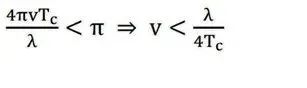 4πvT_c/λ < π ⇒ v < λ/4T_c